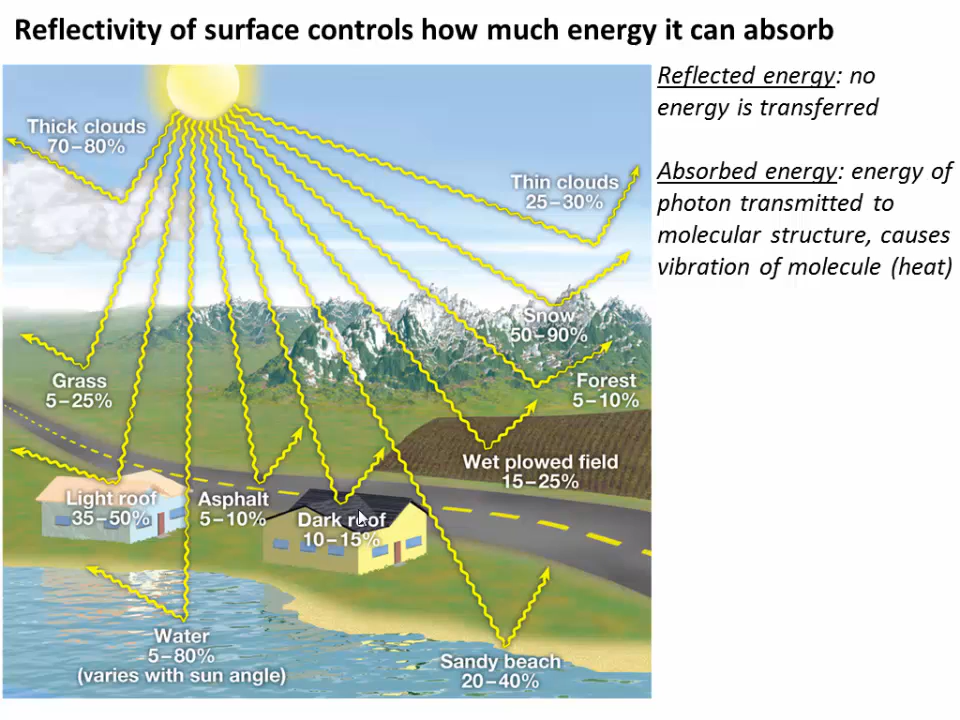 Reflectivity of surface controls how much energy it can absorb
Reflected energy: no
energy is transferred
Absorbed energy: energy of
photon transmitted to
molecular structure, causes
vibration of molecule (heat)
Thick clouds
70–80%
Thin clouds
25–30%
Snow
50–90%
Grass
5–25%
Forest
5–10%
Wet plowed field
15–25%
Light roof
35–50%
Asphalt
5–10%
Dark roof
10–15%
Water
5–80%
(varies with sun angle)
Sandy beach
20–40%